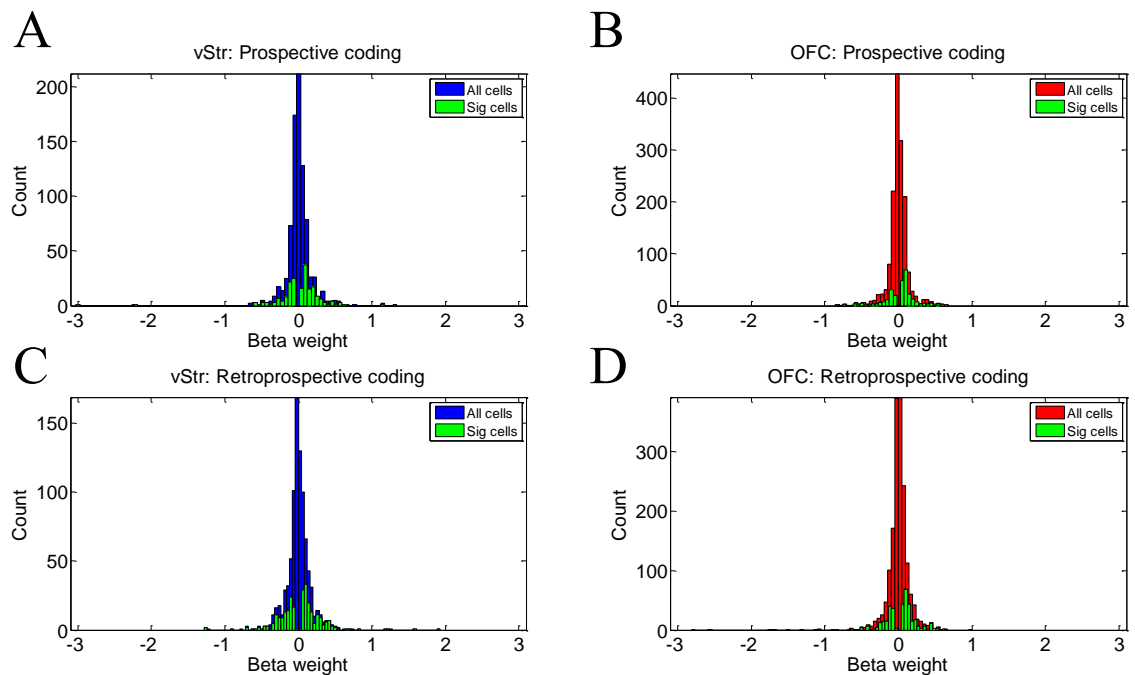 A
vStr: Prospective coding
All cells
Sig cells
200
150
100
50
0
Count
-3 -2 -1 0 1 2 3
Beta weight
B
OFC: Prospective coding
All cells
Sig cells
400
300
200
100
0
Count
-3 -2 -1 0 1 2 3
Beta weight
C
vStr: Retroprospective coding
All cells
Sig cells
150
100
50
0
Count
-3 -2 -1 0 1 2 3
Beta weight
D
OFC: Retroprospective coding
All cells
Sig cells
300
200
100
0
Count
-3 -2 -1 0 1 2 3
Beta weight